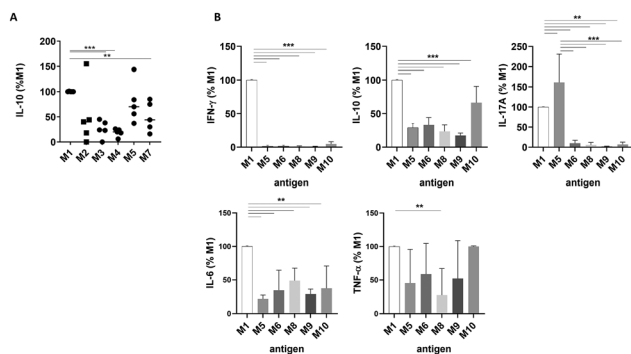 A
IL-10 (%M1)
200
150
100
50
0
***
**
M1 M2 M3 M4 M5 M7
B
IFN-γ (% M1)
150
100
50
0
***
M1 M5 M6 M8 M9 M10
antigen
IL-10 (% M1)
150
100
50
0
***
M1 M5 M6 M8 M9 M10
antigen
IL-17A (% M1)
250
200
150
100
50
0
**
***
M1 M5 M6 M8 M9 M10
antigen
IL-6 (% M1)
150
100
50
0
**
M1 M5 M6 M8 M9 M10
antigen
TNF-α (% M1)
150
100
50
0
**
M1 M5 M6 M8 M9 M10
antigen